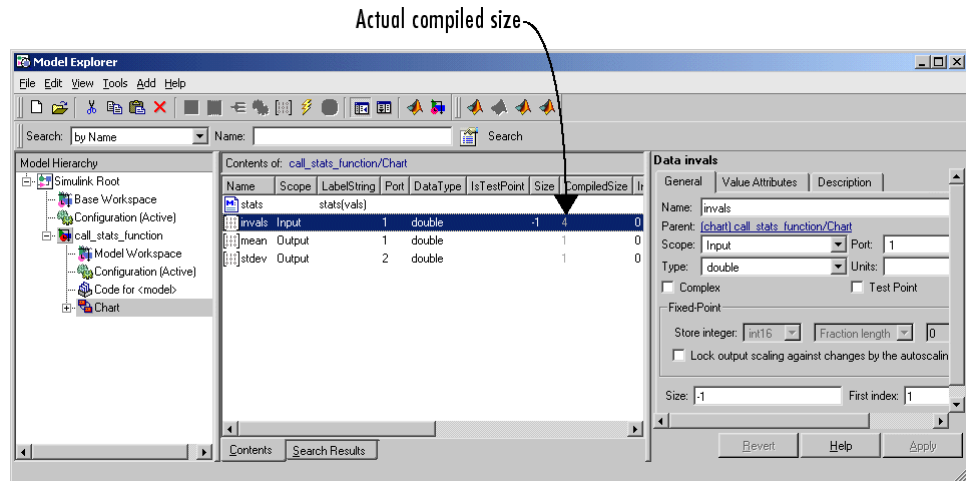 Actual compiled size
Model Explorer
File Edit View Tools Add Help
Search: by Name Name: Search
Model Hierarchy
Simulink Root
Base Workspace
Configuration (Active)
call_stats_function
Model Workspace
Configuration (Active)
Code for <model>
Chart
Contents of: call_stats_function/Chart
Name Scope LabelString Port DataType IsTestPoint Size CompiledSize
stats stats(vals)
invals Input 1 double -1 4 0
mean Output 1 double 1 0
stdev Output 2 double 1 0
Contents Search Results
Data invals
General Value Attributes Description
Name: invals
Parent: (chart) call_stats_function/Chart
Scope: Input Port: 1
Type: double Units:
Complex Test Point
Fixed-Point
Store integer: int16 Fraction length 0
Lock output scaling against changes by the autoscalin
Size: -1 First index: 1
Revert Help Apply